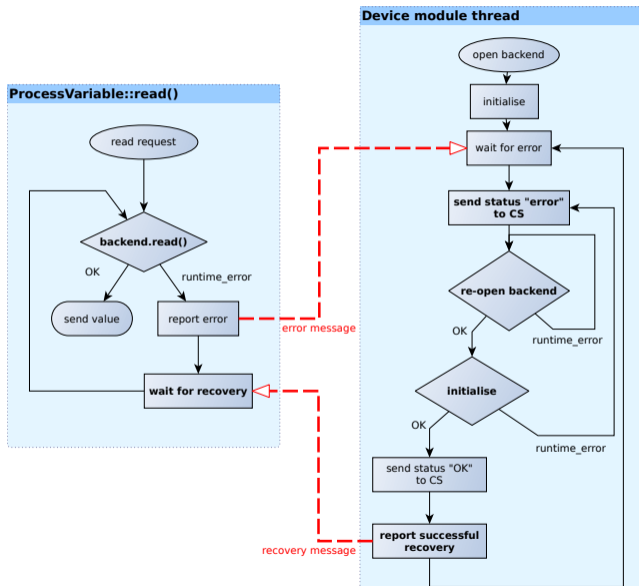 ProcessVariable::read()
read request
backend.read()
OK
runtime_error
send value
report error
error message
wait for recovery
recovery message
Device module thread
open backend
initialise
wait for error
send status "error"
to CS
re-open backend
OK
runtime_error
initialise
OK
runtime_error
send status "OK"
to CS
report successful
recovery